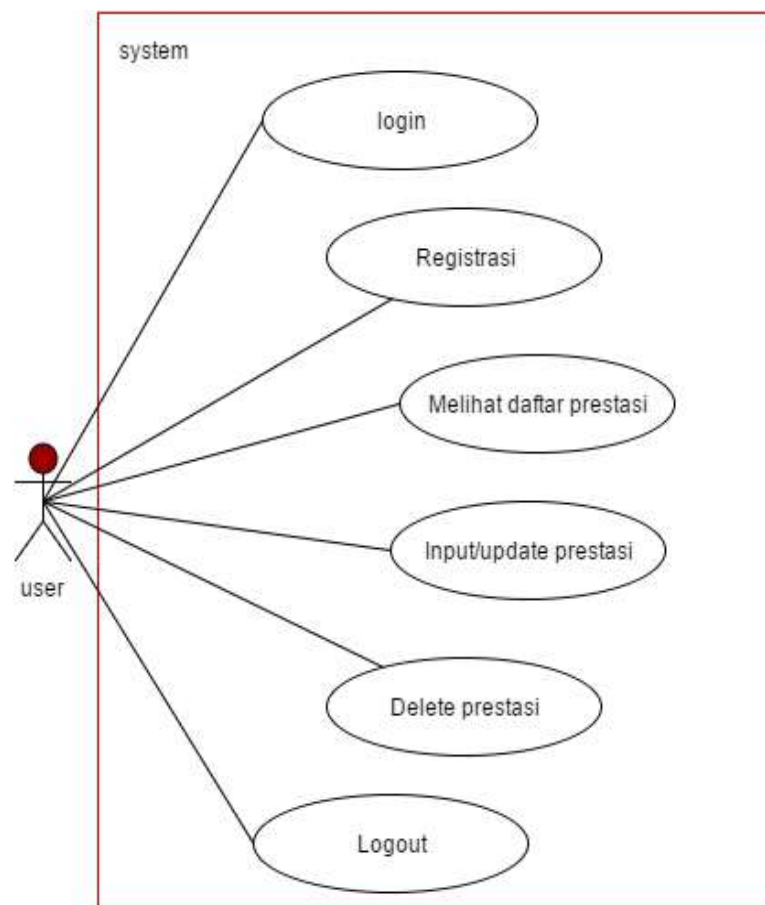 system
login
Registrasi
Melihat daftar prestasi
Input/update prestasi
user
Delete prestasi
Logout